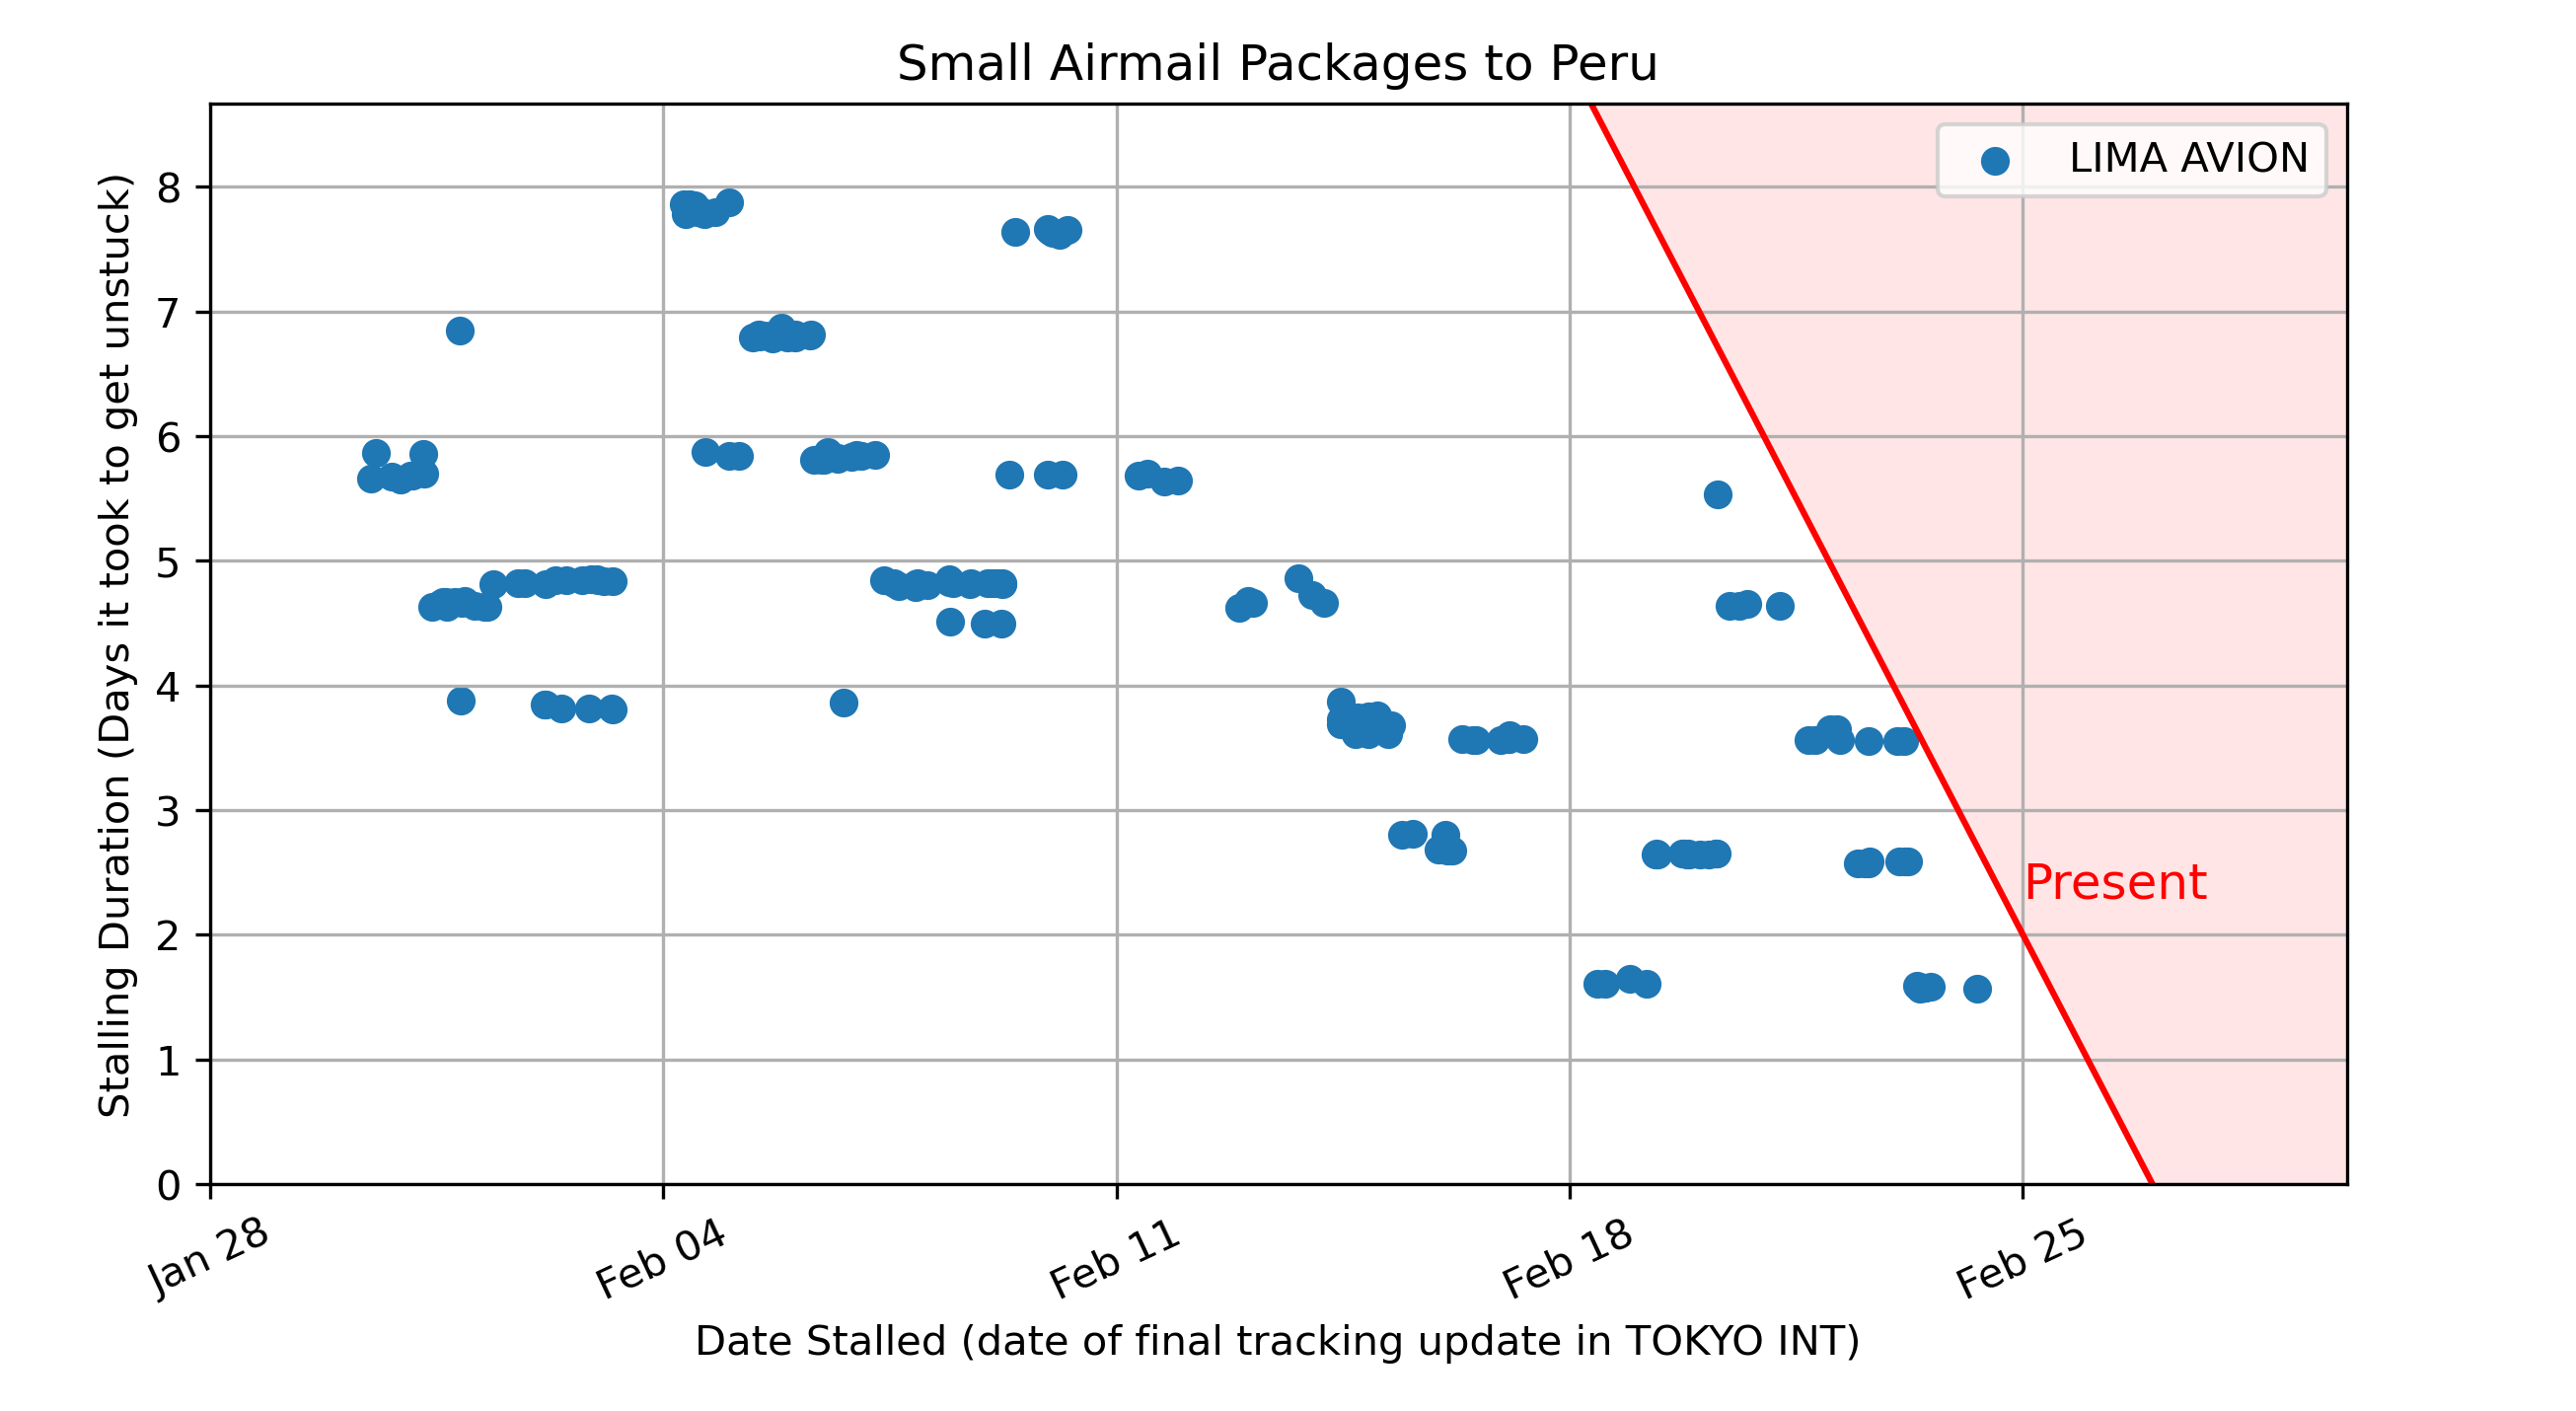 Small Airmail Packages to Peru
LIMA AVION
Stalling Duration (Days it took to get unstuck)
8
7
6
5
4
3
2
1
0
Present
Jan 28
Feb 04
Feb 11
Feb 18
Feb 25
Date Stalled (date of final tracking update in TOKYO INT)